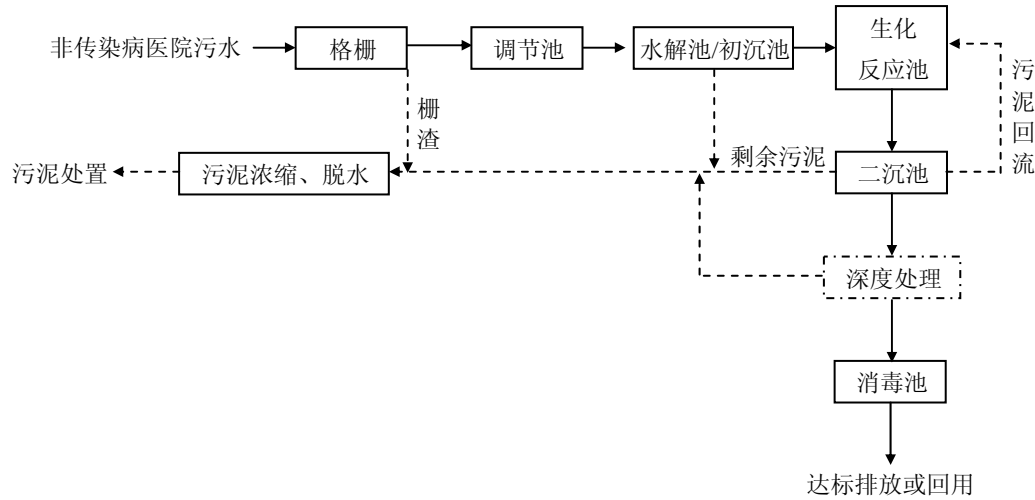 非传染病医院污水
格栅
调节池
水解池/初沉池
生化
反应池
污泥回流
栅渣
剩余污泥
污泥处置
污泥浓缩、脱水
二沉池
深度处理
消毒池
达标排放或回用